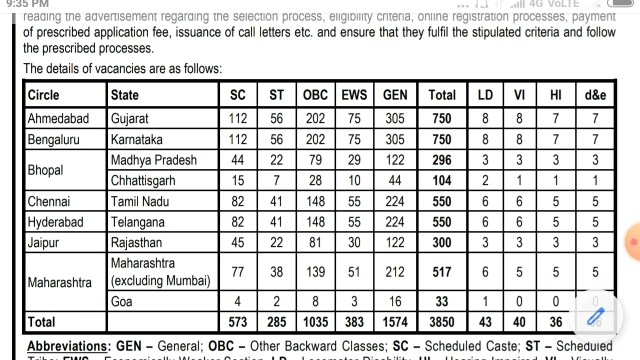 9:35 PM
4G VoLTE
reading the advertisement regarding the selection process, eligibility criteria, online registration processes, payment
of prescribed application fee, issuance of call letters etc. and ensure that they fulfil the stipulated criteria and follow
the prescribed processes.
The details of vacancies are as follows:
Circle State SC ST OBC EWS GEN Total LD VI HI d&e
Ahmedabad Gujarat 112 56 202 75 305 750 8 8 7 7
Bengaluru Karnataka 112 56 202 75 305 750 8 8 7 7
Bhopal Madhya Pradesh 44 22 79 29 122 296 3 3 3 3
Chhattisgarh 15 7 28 10 44 104 2 1 1 1
Chennai Tamil Nadu 82 41 148 55 224 550 6 6 5 5
Hyderabad Telangana 82 41 148 55 224 550 6 6 5 5
Jaipur Rajasthan 45 22 81 30 122 300 3 3 3 3
Maharashtra Maharashtra (excluding Mumbai) 77 38 139 51 212 517 6 5 5 5
Goa 4 2 8 3 16 33 1 0 0 0
Total 573 285 1035 383 1574 3850 43 40 36
Abbreviations: GEN – General; OBC – Other Backward Classes; SC – Scheduled Caste; ST – Scheduled